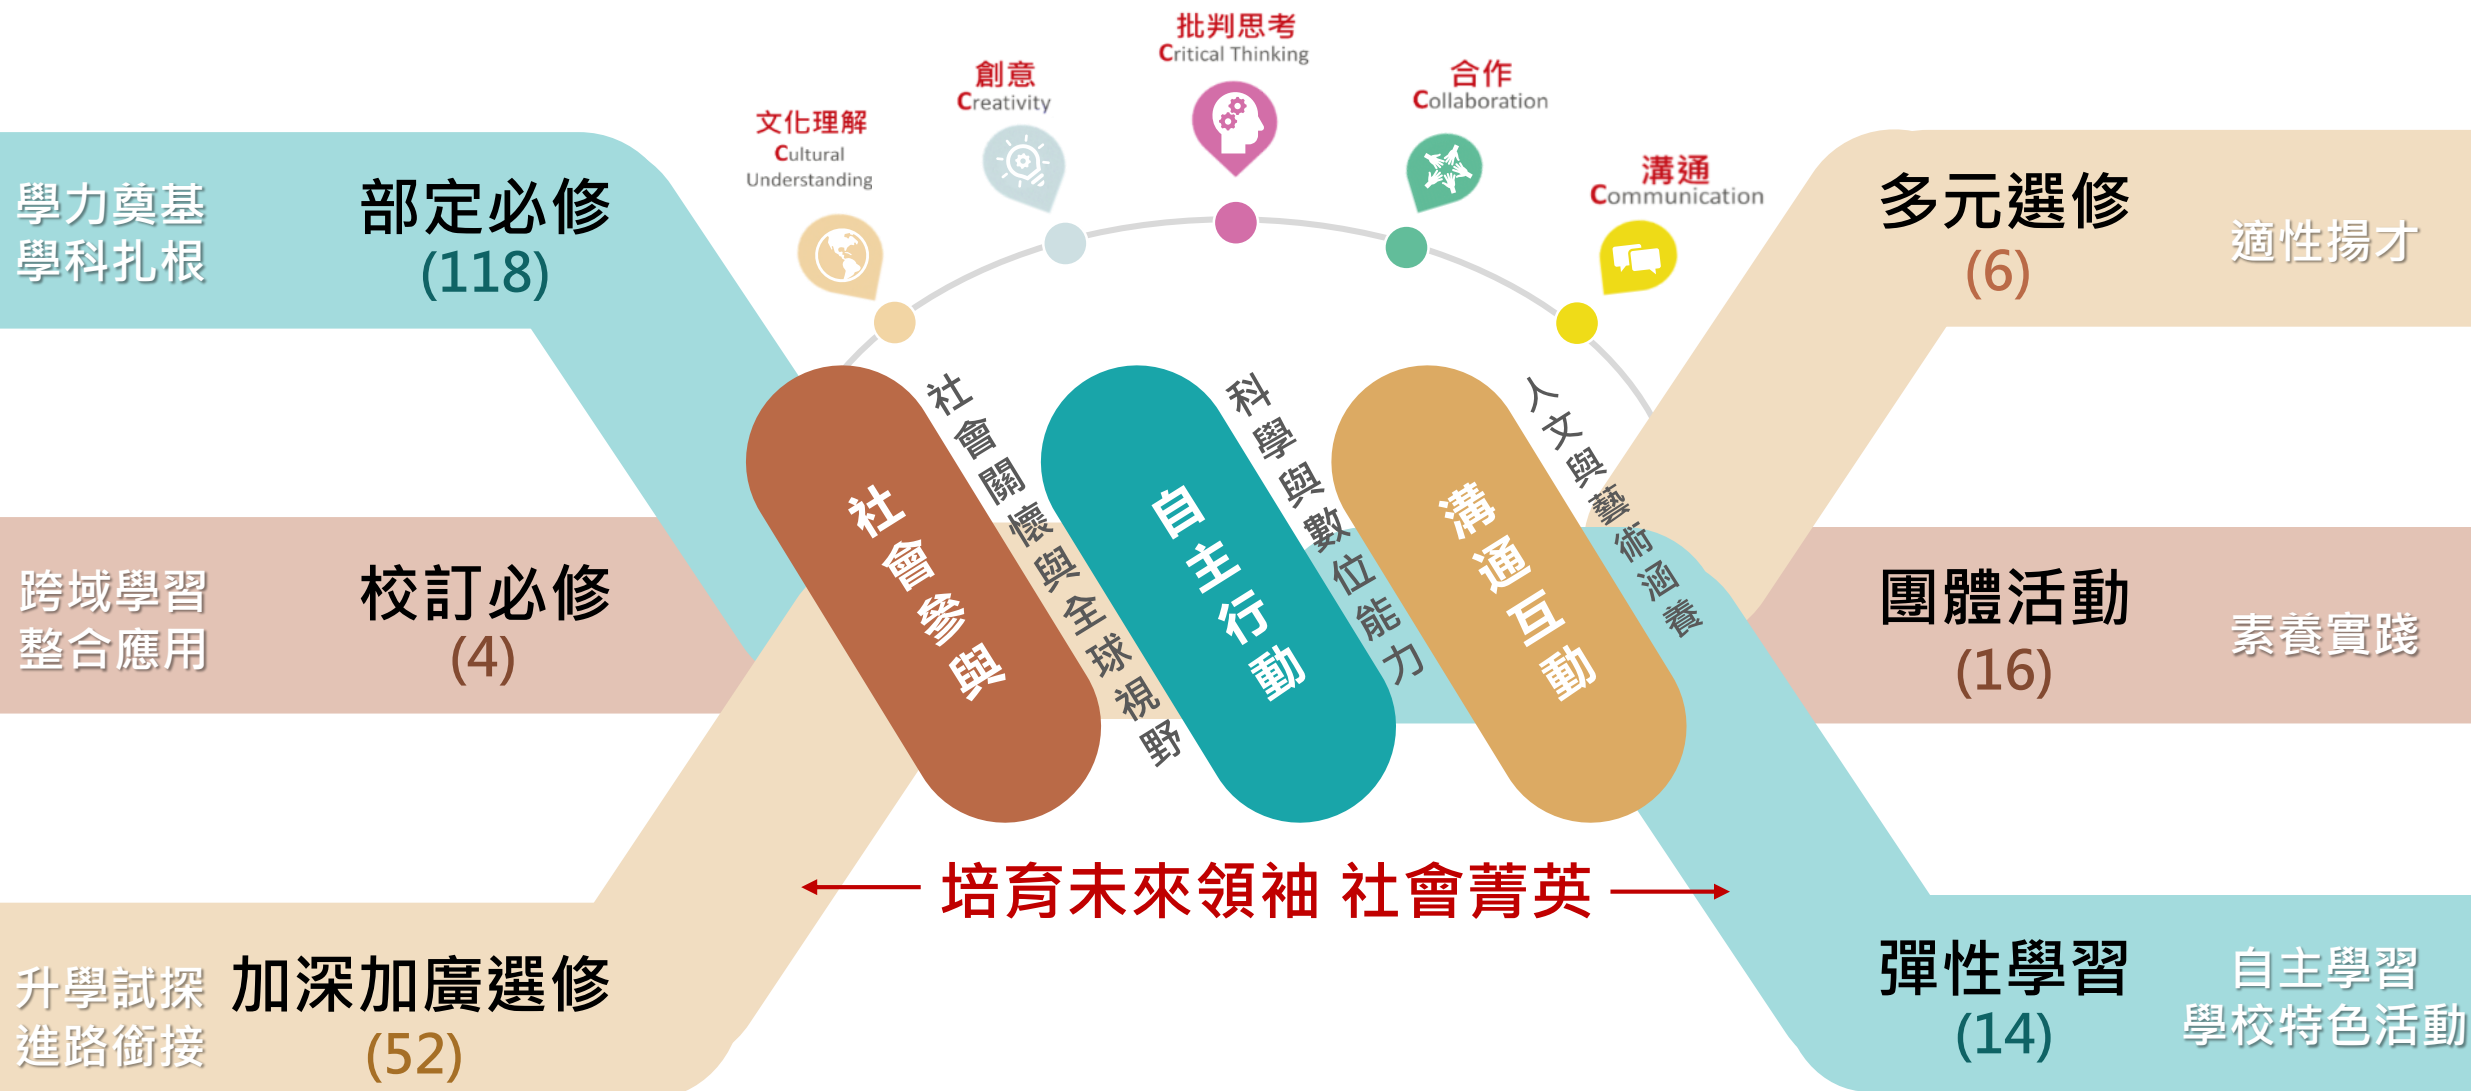 批判思考
Critical Thinking
創意
Creativity
合作
Collaboration
文化理解
Cultural
Understanding
溝通
Communication
學力奠基
學科扎根
部定必修
(118)
跨域學習
整合應用
校訂必修
(4)
升學試探
進路銜接
加深加廣選修
(52)
社會參與
社會關懷與全球視野
自主行動
科學與數位能力
溝通互動
人文與藝術涵養
培育未來領袖 社會菁英
多元選修
(6)
適性揚才
團體活動
(16)
素養實踐
彈性學習
(14)
自主學習
學校特色活動